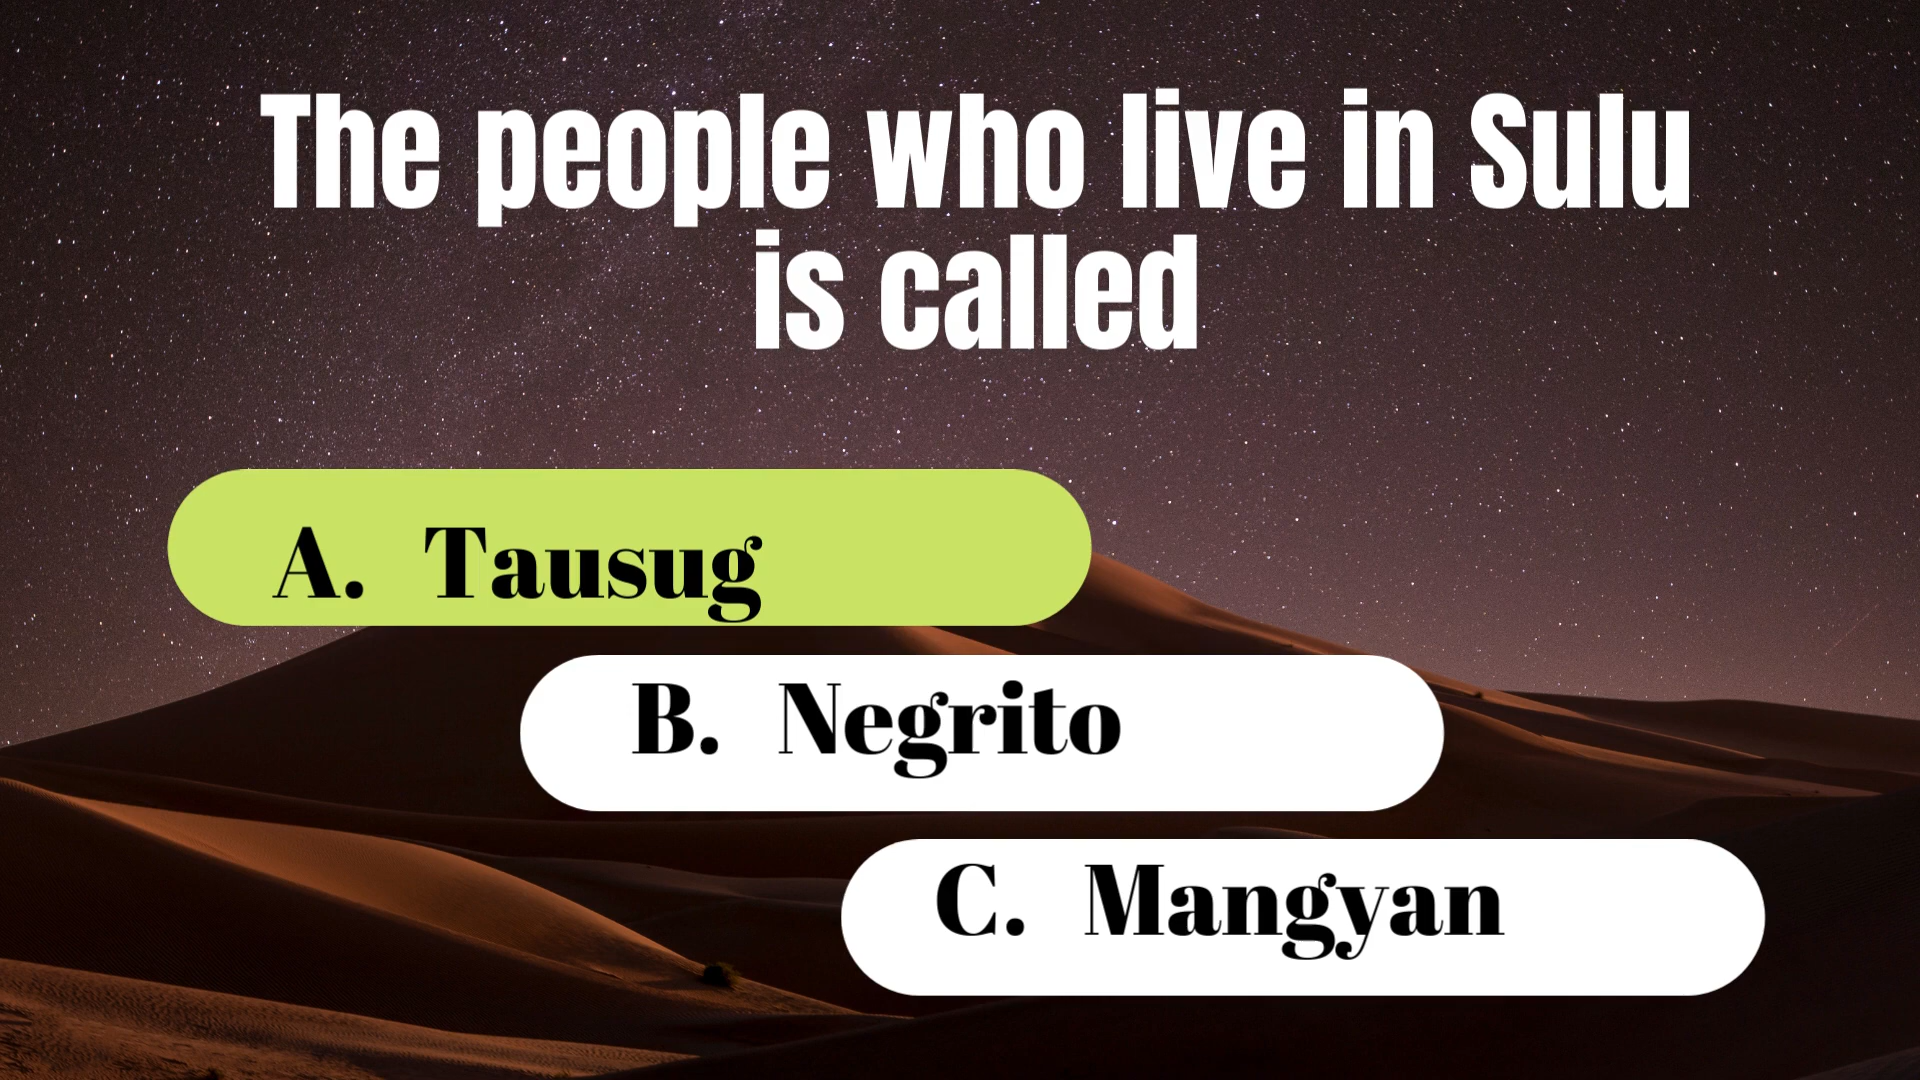 The people who live in Sulu
is called
A. Tausug
B. Negrito
C. Mangyan